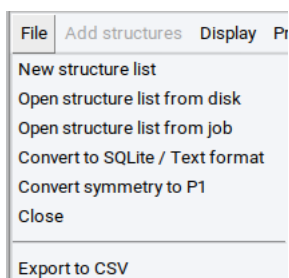 File Add structures Display Pr
New structure list
Open structure list from disk
Open structure list from job
Convert to SQLite / Text format
Convert symmetry to P1
Close
Export to CSV